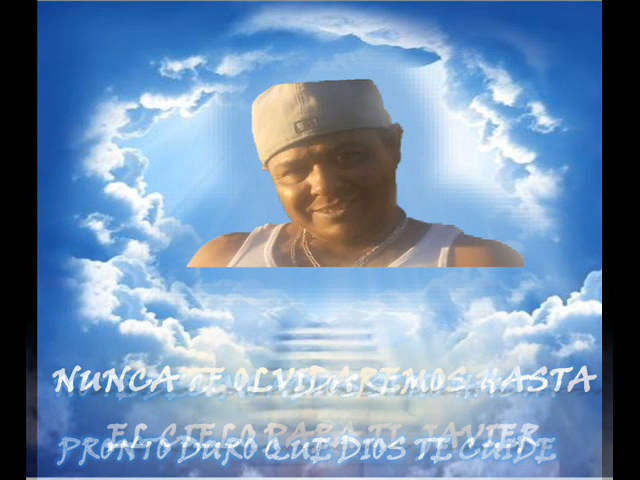 NUNCA TE OLVIDAREMOS HASTA
EL CIELO PARA TI JAVIER
PRONTO DURO QUE DIOS TE CUIDE